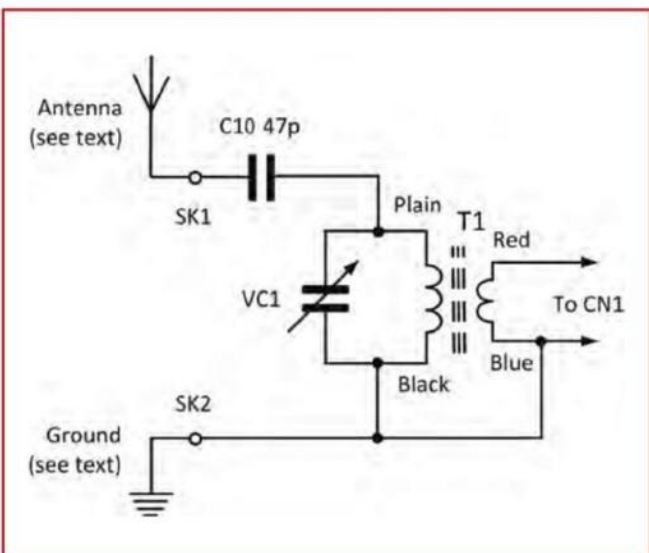 Antenna
(see text)
C10 47p
SK1
Plain
T1
Red
VC1
To CN1
Black
Blue
SK2
Ground
(see text)